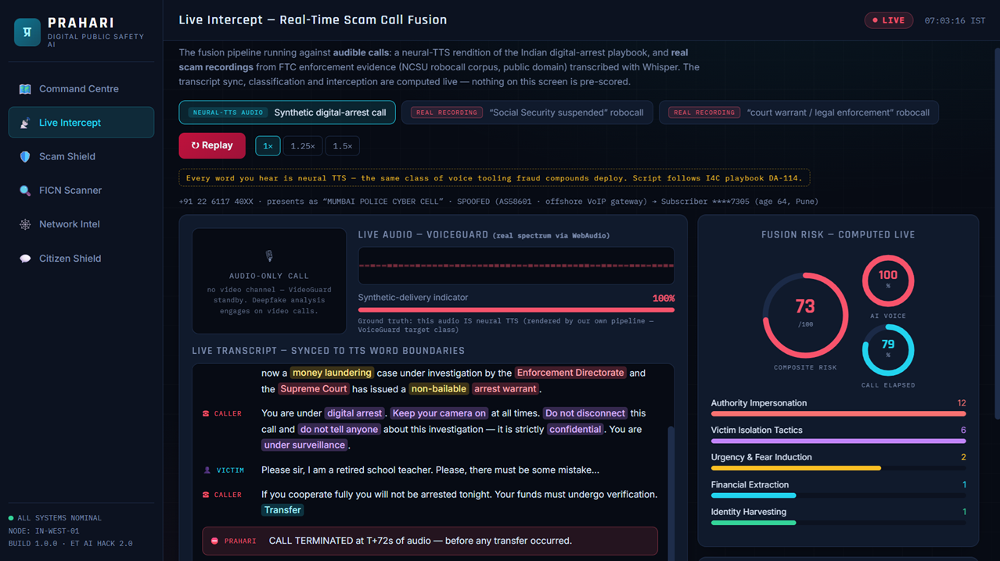 प्र
PRAHARI
DIGITAL PUBLIC SAFETY
AI
Command Centre
Live Intercept
Scam Shield
FICN Scanner
Network Intel
Citizen Shield
ALL SYSTEMS NOMINAL
NODE: IN-WEST-01
BUILD 1.0.0 · ET AI HACK 2.0
Live Intercept — Real-Time Scam Call Fusion
LIVE
07:03:16 IST
The fusion pipeline running against audible calls: a neural-TTS rendition of the Indian digital-arrest playbook, and real
scam recordings from FTC enforcement evidence (NCSU robocall corpus, public domain) transcribed with Whisper. The
transcript sync, classification and interception are computed live — nothing on this screen is pre-scored.
NEURAL-TTS AUDIO Synthetic digital-arrest call
REAL RECORDING “Social Security suspended” robocall
REAL RECORDING “court warrant / legal enforcement” robocall
↻ Replay
1×
1.25×
1.5×
Every word you hear is neural TTS — the same class of voice tooling fraud compounds deploy. Script follows I4C playbook DA-114.
+91 22 6117 40XX · presents as “MUMBAI POLICE CYBER CELL” · SPOOFED (AS58601 · offshore VoIP gateway) → Subscriber ****7305 (age 64, Pune)
AUDIO-ONLY CALL
no video channel — VideoGuard
standby. Deepfake analysis
engages on video calls.
LIVE AUDIO — VOICEGUARD (real spectrum via WebAudio)
Synthetic-delivery indicator
100%
Ground truth: this audio IS neural TTS (rendered by our own pipeline —
VoiceGuard target class)
LIVE TRANSCRIPT — SYNCED TO TTS WORD BOUNDARIES
now a money laundering case under investigation by the Enforcement Directorate and
the Supreme Court has issued a non-bailable arrest warrant.
CALLER
You are under digital arrest. Keep your camera on at all times. Do not disconnect this
call and do not tell anyone about this investigation — it is strictly confidential. You are
under surveillance.
VICTIM
Please sir, I am a retired school teacher. Please, there must be some mistake...
CALLER
If you cooperate fully you will not be arrested tonight. Your funds must undergo verification.
Transfer
PRAHARI
CALL TERMINATED at T+72s of audio — before any transfer occurred.
FUSION RISK — COMPUTED LIVE
73
/100
COMPOSITE RISK
100
%
AI VOICE
79
%
CALL ELAPSED
Authority Impersonation 12
Victim Isolation Tactics 6
Urgency & Fear Induction 2
Financial Extraction 1
Identity Harvesting 1